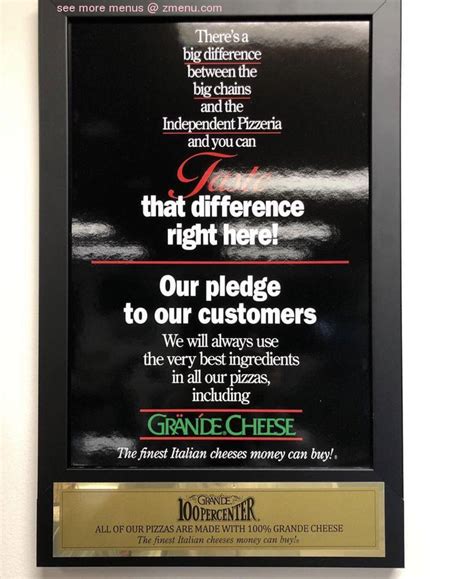 see more menus @ zmenu.com
There's a
big difference
between the
big chains
and the
Independent Pizzeria
and you can
Taste
that difference
right here!
Our pledge
to our customers
We will always use
the very best ingredients
in all our pizzas,
including
GRANDE CHEESE
The finest Italian cheeses money can buy!®
GRANDE
100PERCENTER
ALL OF OUR PIZZAS ARE MADE WITH 100% GRANDE CHEESE
The finest Italian cheeses money can buy!®